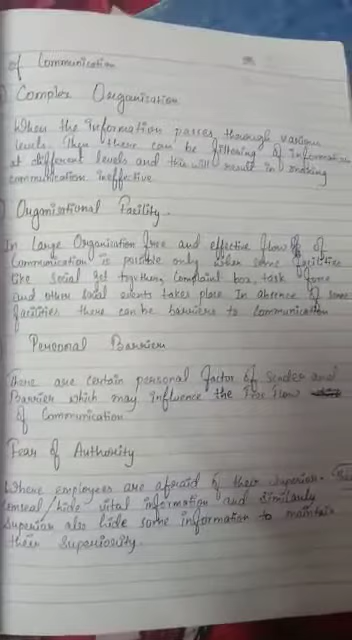 of Communication
Complex Organisation
When the information passes through various
levels. Then there can be filtering of information
at different levels and this will result in making
communication ineffective
Organisational Facility.
In large Organisation free and effective flow of
Communication is possible only when some facilities
like social get together, Complaint box, task force
and other social events takes place In absence of some
facilities there can be barriers to communication
Personal Barrier
There are certain personal factor of Sender and
Barrier which may influence the Free Flow
of Communication
Fear of Authority
Where employees are afraid of their superior.
conceal/hide vital information and similarly
superior also hide some information to maintain
their superiority.